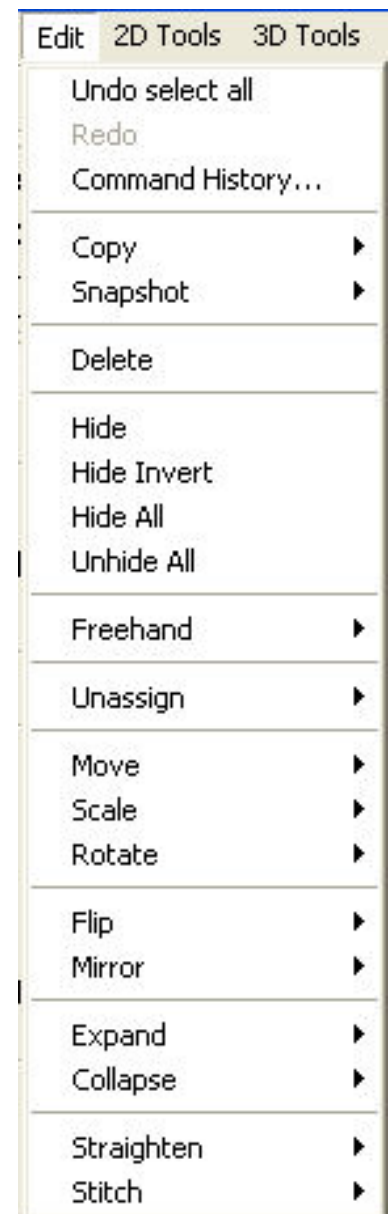 Edit 2D Tools 3D Tools
Undo select all
Redo
Command History...
Copy
Snapshot
Delete
Hide
Hide Invert
Hide All
Unhide All
Freehand
Unassign
Move
Scale
Rotate
Flip
Mirror
Expand
Collapse
Straighten
Stitch